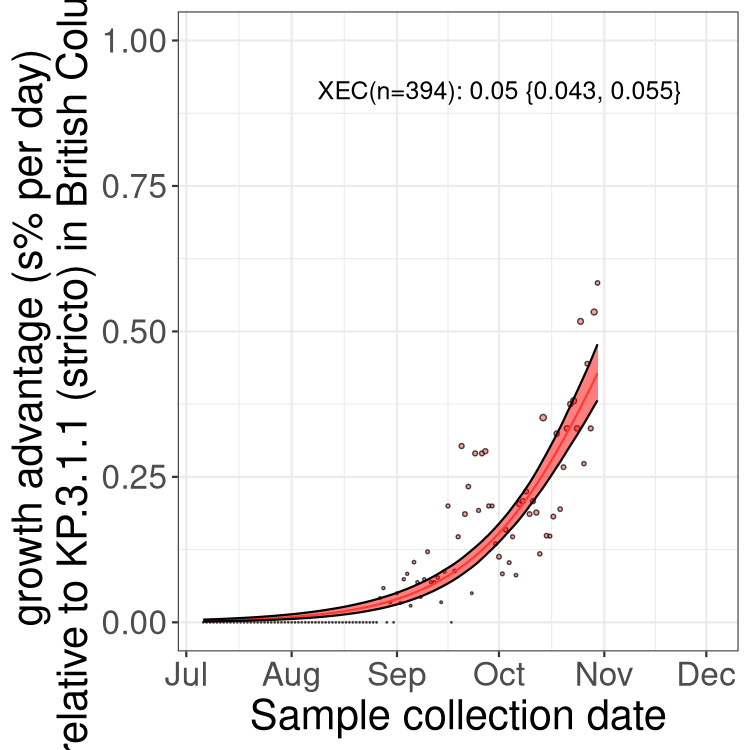 growth advantage (s% per day)
relative to KP.3.1.1 (stricto) in British Colu
1.00
0.75
0.50
0.25
0.00
XEC(n=394): 0.05 {0.043, 0.055}
Jul Aug Sep Oct Nov Dec
Sample collection date